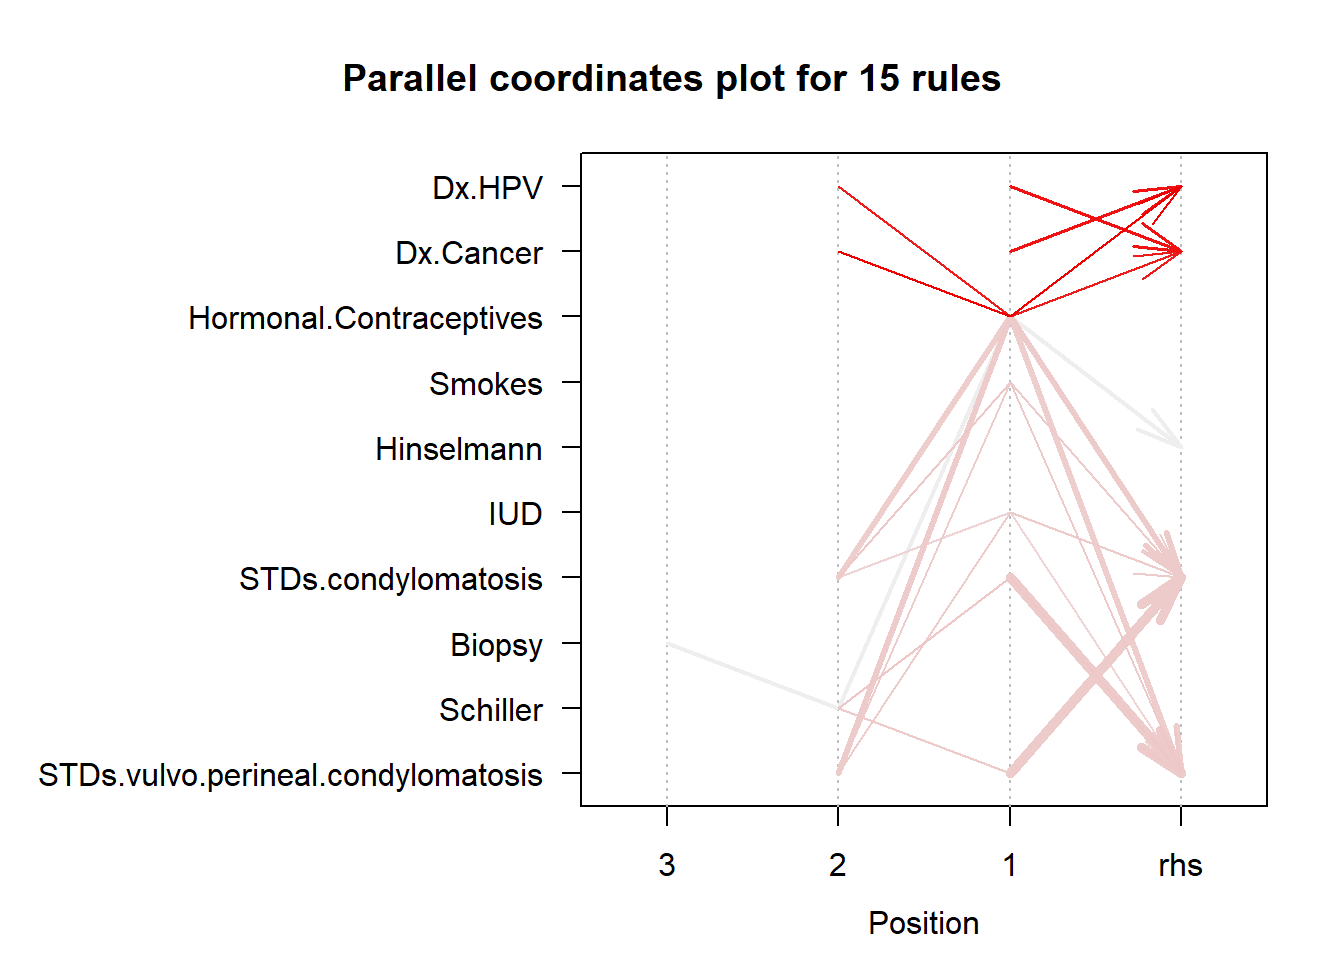 Parallel coordinates plot for 15 rules
Dx.HPV
Dx.Cancer
Hormonal.Contraceptives
Smokes
Hinselmann
IUD
STDs.condylomatosis
Biopsy
Schiller
STDs.vulvo.perineal.condylomatosis
3 2 1 rhs
Position